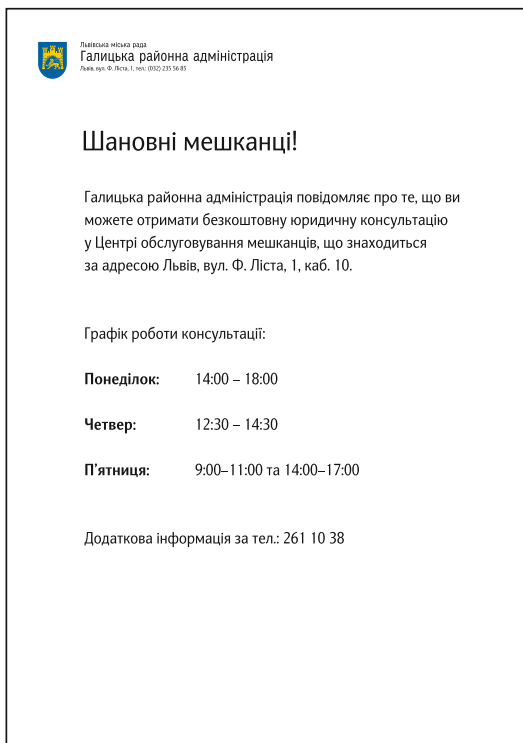 Львівська міська рада
Галицька районна адміністрація
Львів, вул. Ф. Ліста, 1, тел.: (032) 235 56 85
Шановні мешканці!
Галицька районна адміністрація повідомляє про те, що ви
можете отримати безкоштовну юридичну консультацію
у Центрі обслуговування мешканців, що знаходиться
за адресою Львів, вул. Ф. Ліста, 1, каб. 10.
Графік роботи консультації:
Понеділок: 14:00 – 18:00
Четвер: 12:30 – 14:30
П’ятниця: 9:00–11:00 та 14:00–17:00
Додаткова інформація за тел.: 261 10 38